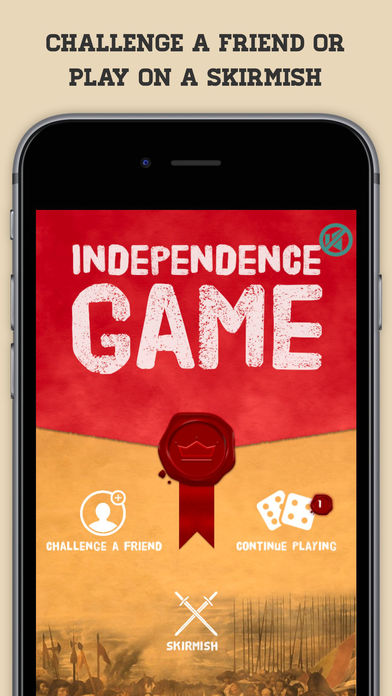 CHALLENGE A FRIEND OR
PLAY ON A SKIRMISH
INDEPENDENCE
GAME
1
CHALLENGE A FRIEND
CONTINUE PLAYING
SKIRMISH